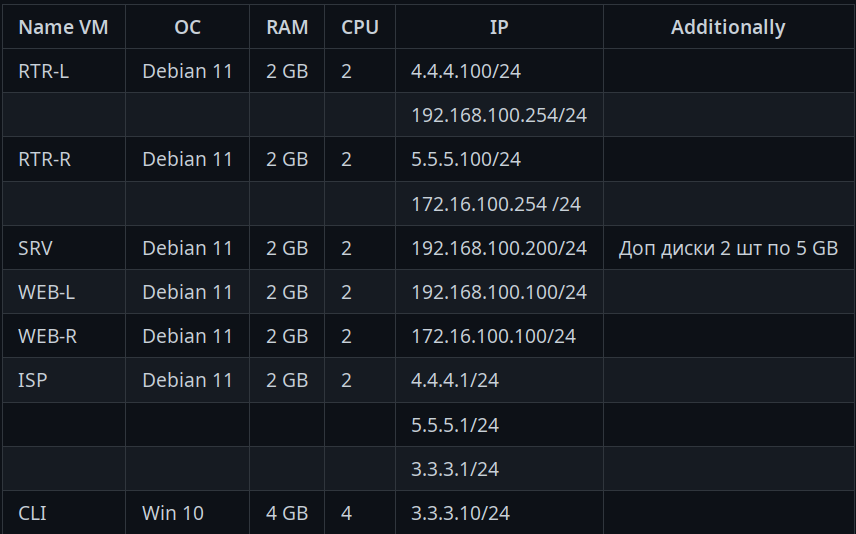 Name VM OC RAM CPU IP Additionally
RTR-L Debian 11 2 GB 2 4.4.4.100/24
192.168.100.254/24
RTR-R Debian 11 2 GB 2 5.5.5.100/24
172.16.100.254 /24
SRV Debian 11 2 GB 2 192.168.100.200/24 Доп диски 2 шт по 5 GB
WEB-L Debian 11 2 GB 2 192.168.100.100/24
WEB-R Debian 11 2 GB 2 172.16.100.100/24
ISP Debian 11 2 GB 2 4.4.4.1/24
5.5.5.1/24
3.3.3.1/24
CLI Win 10 4 GB 4 3.3.3.10/24